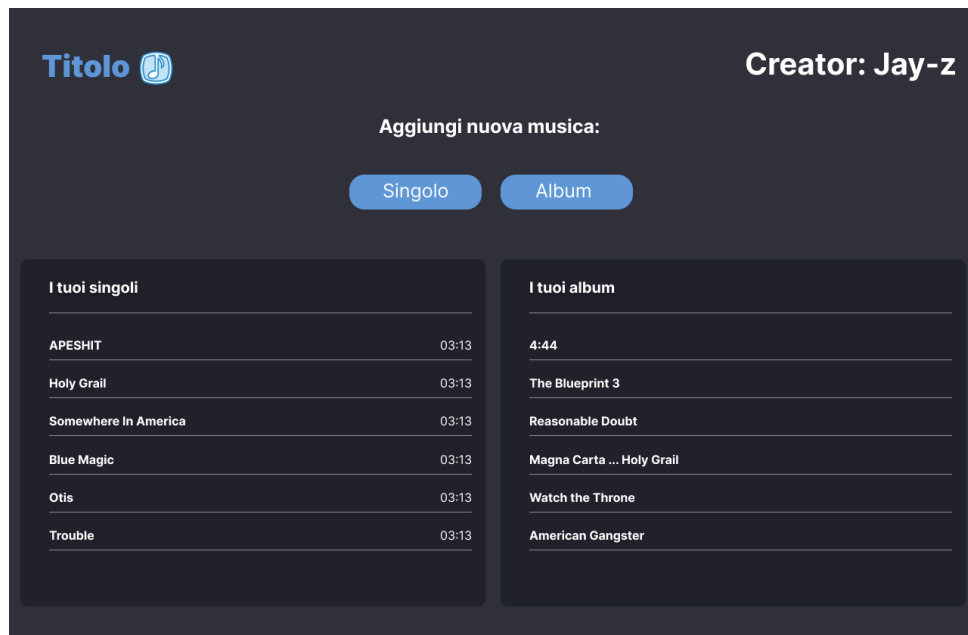 Titolo
Creator: Jay-z
Aggiungi nuova musica:
Singolo Album
I tuoi singoli
APESHIT 03:13
Holy Grail 03:13
Somewhere In America 03:13
Blue Magic 03:13
Otis 03:13
Trouble 03:13
I tuoi album
4:44
The Blueprint 3
Reasonable Doubt
Magna Carta ... Holy Grail
Watch the Throne
American Gangster